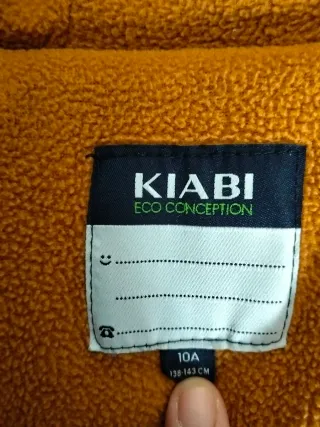 KIABI
ECO CONCEPTION
10A
138-143 CM